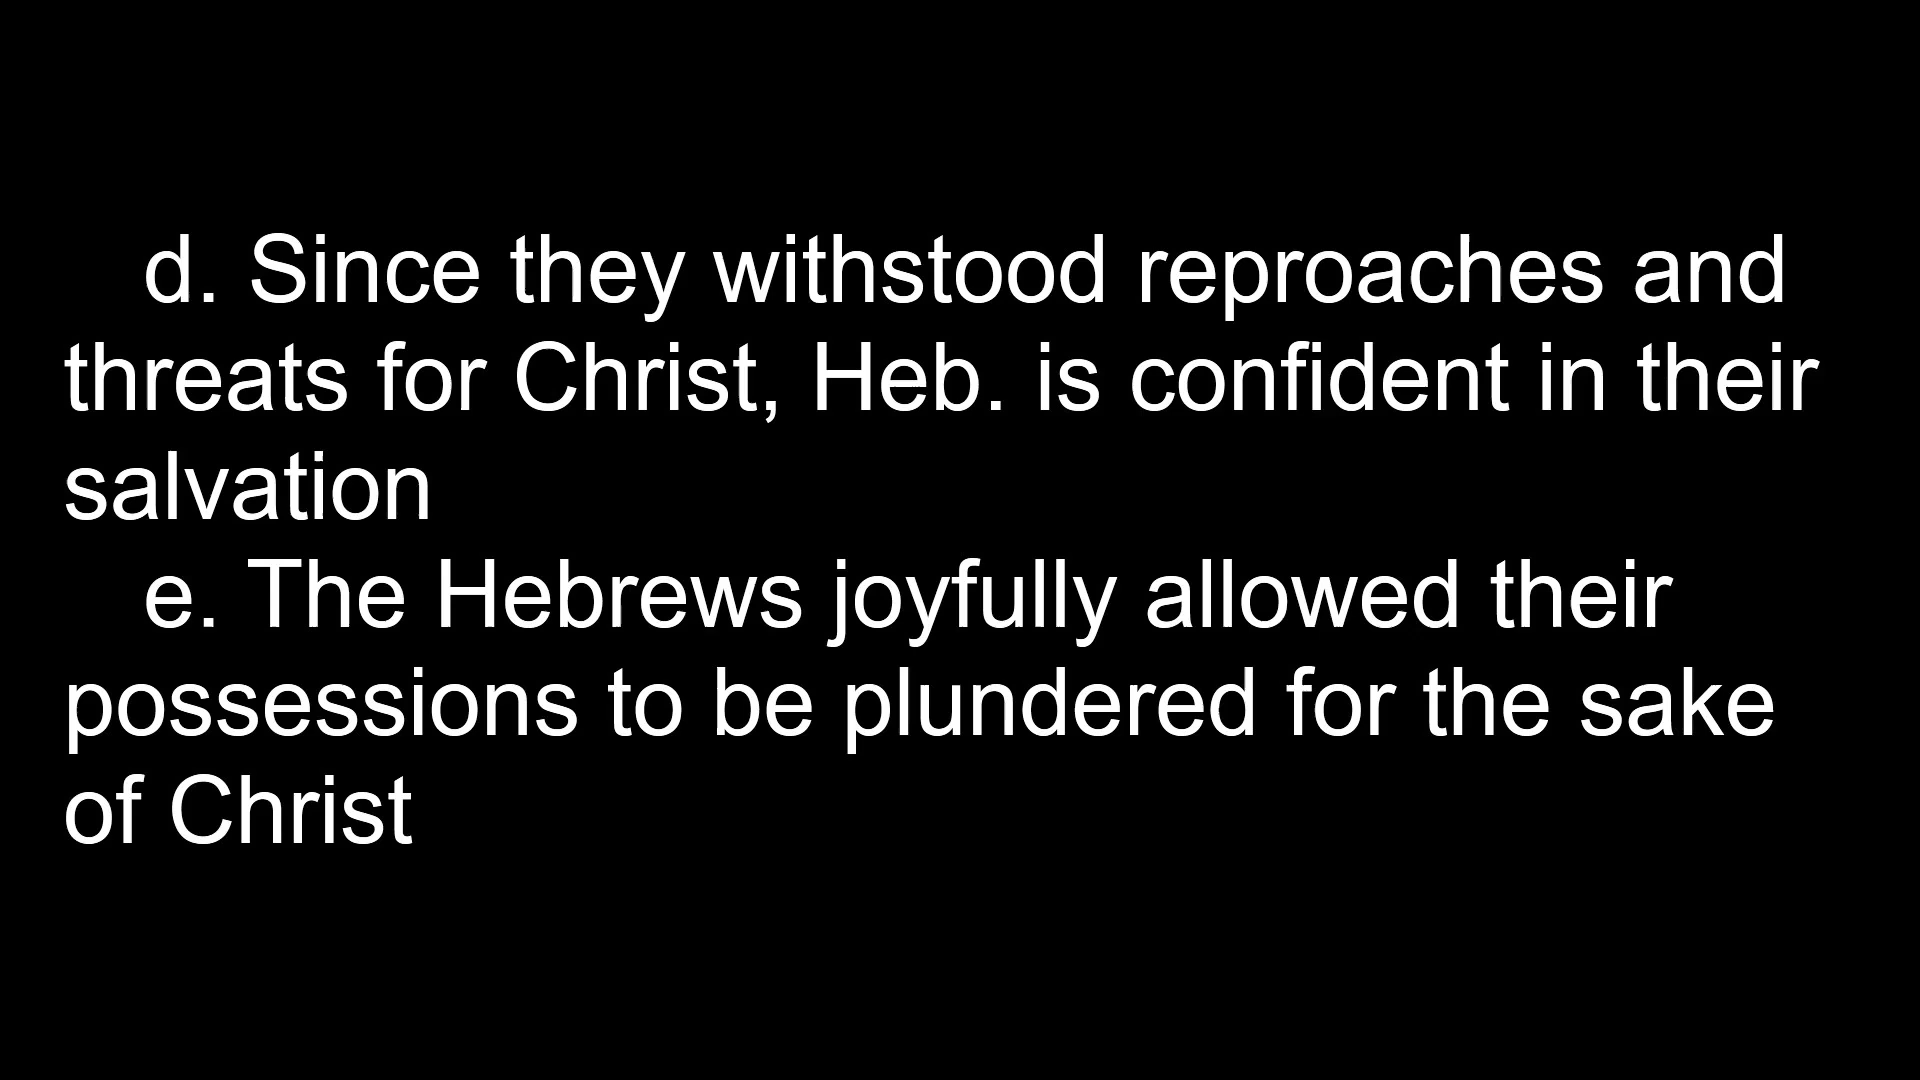 d. Since they withstood reproaches and
threats for Christ, Heb. is confident in their
salvation
e. The Hebrews joyfully allowed their
possessions to be plundered for the sake
of Christ